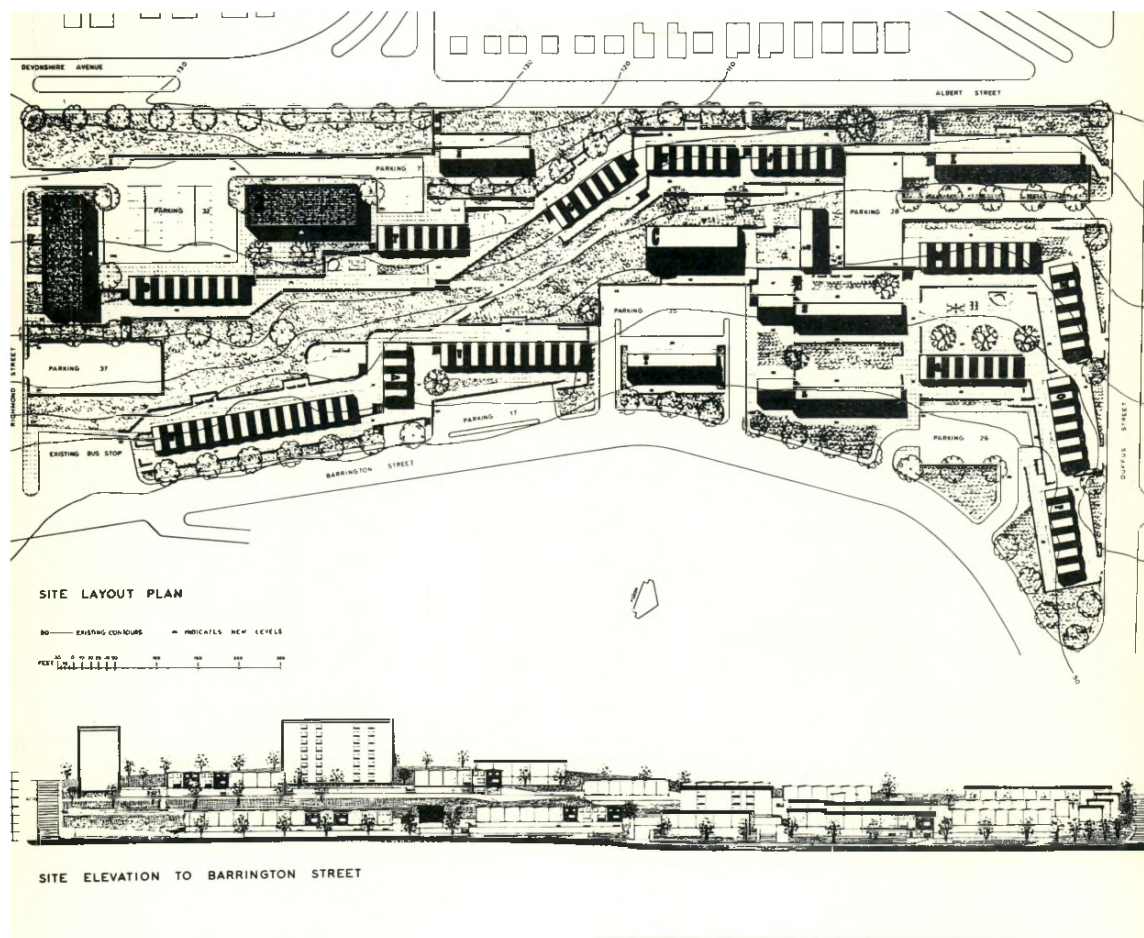 DEVONSHIRE AVENUE
130
130
120
110
ALBERT STREET
PARKING 7
PARKING 32
PARKING 28
PARKING 35
PARKING 37
PARKING 17
PARKING 26
RICHMOND STREET
EXISTING BUS STOP
BARRINGTON STREET
DUFFUS STREET
50
SITE LAYOUT PLAN
50 EXISTING CONTOURS
INDICATES NEW LEVELS
FEET
SITE ELEVATION TO BARRINGTON STREET